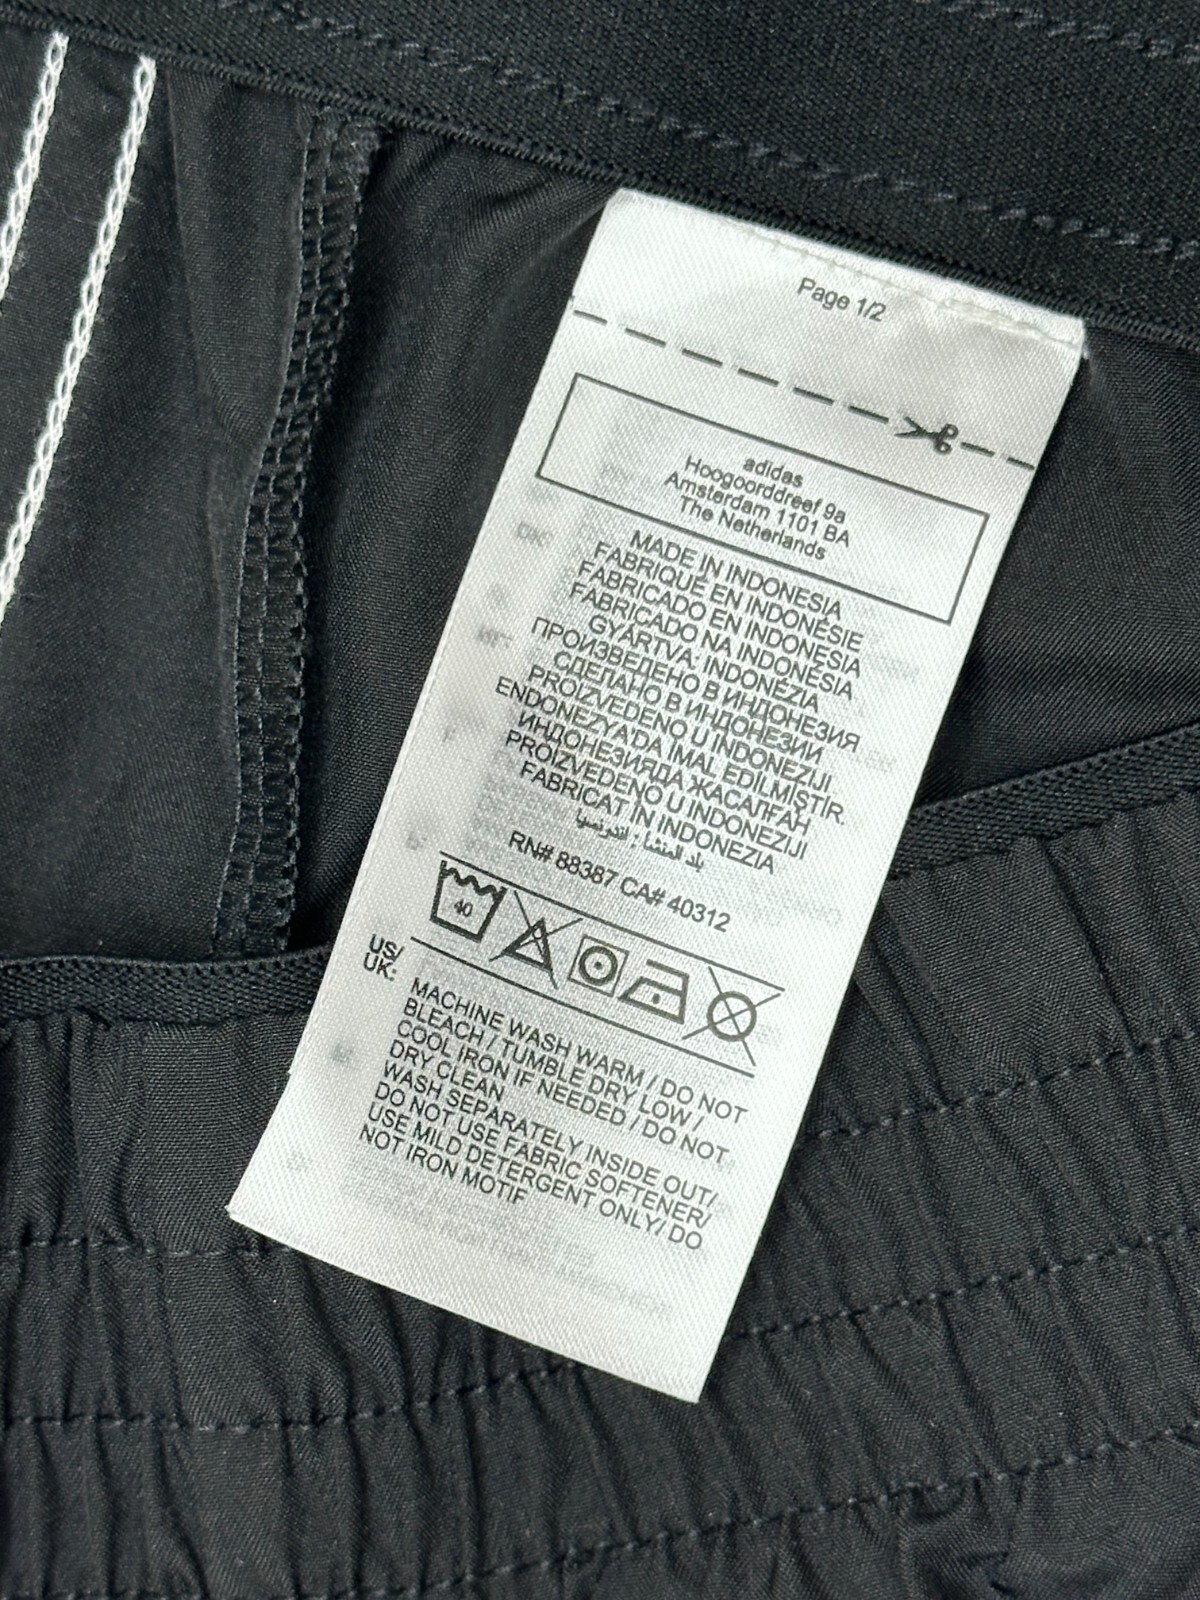 Page 1/2
adidas
Hoogoorddreef 9a
Amsterdam 1101 BA
The Netherlands
MADE IN INDONESIA
FABRIQUÉ EN INDONÉSIE
FABRICADO EN INDONESIA
FABRICADO NA INDONÉSIA
GYÁRTVA: INDONÉZIA
ПРОИЗВЕДЕНО В ИНДОНЕЗИЯ
СДЕЛАНО В ИНДОНЕЗИИ
PROIZVEDENO U INDONEZIJI
ENDONEZYA'DA İMAL EDİLMİŞTİR.
ИНДОНЕЗИЯДА ЖАСАЛҒАН
PROIZVEDENO U INDONEZIJI
FABRICAT ÎN INDONEZIA
بلد المنشأ : اندونسيا
RN# 88387 CA# 40312
40
US/
UK:
MACHINE WASH WARM / DO NOT
BLEACH / TUMBLE DRY LOW /
COOL IRON IF NEEDED / DO NOT
DRY CLEAN
WASH SEPARATELY INSIDE OUT/
DO NOT USE FABRIC SOFTENER/
USE MILD DETERGENT ONLY/ DO
NOT IRON MOTIF